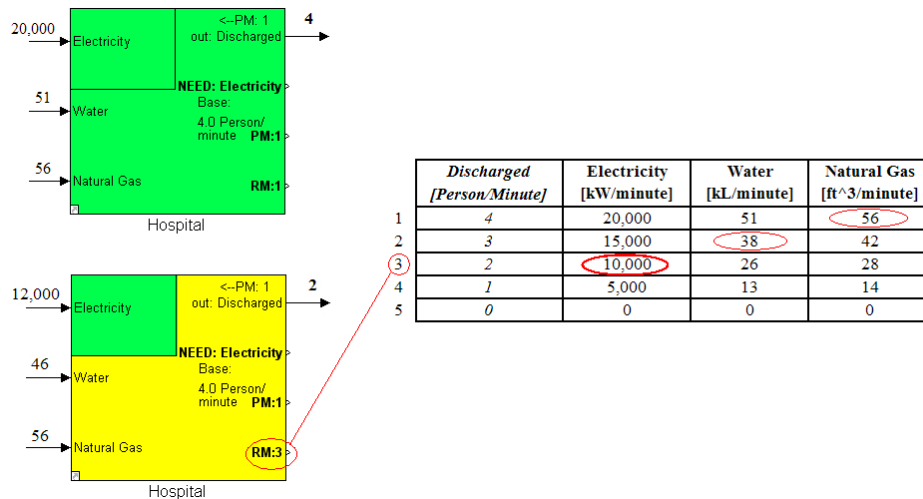 20,000
<--PM: 1
4
Electricity
out: Discharged
NEED: Electricity
51
Base:
Water
4.0 Person/
minute PM:1
56
Natural Gas
RM:1
Hospital
12,000
<--PM: 1
2
Electricity
out: Discharged
NEED: Electricity
46
Base:
Water
4.0 Person/
minute PM:1
56
Natural Gas
RM:3
Hospital
Discharged Electricity Water Natural Gas
[Person/Minute] [kW/minute] [kL/minute] [ft^3/minute]
1 4 20,000 51 56
2 3 15,000 38 42
3 2 10,000 26 28
4 1 5,000 13 14
5 0 0 0 0